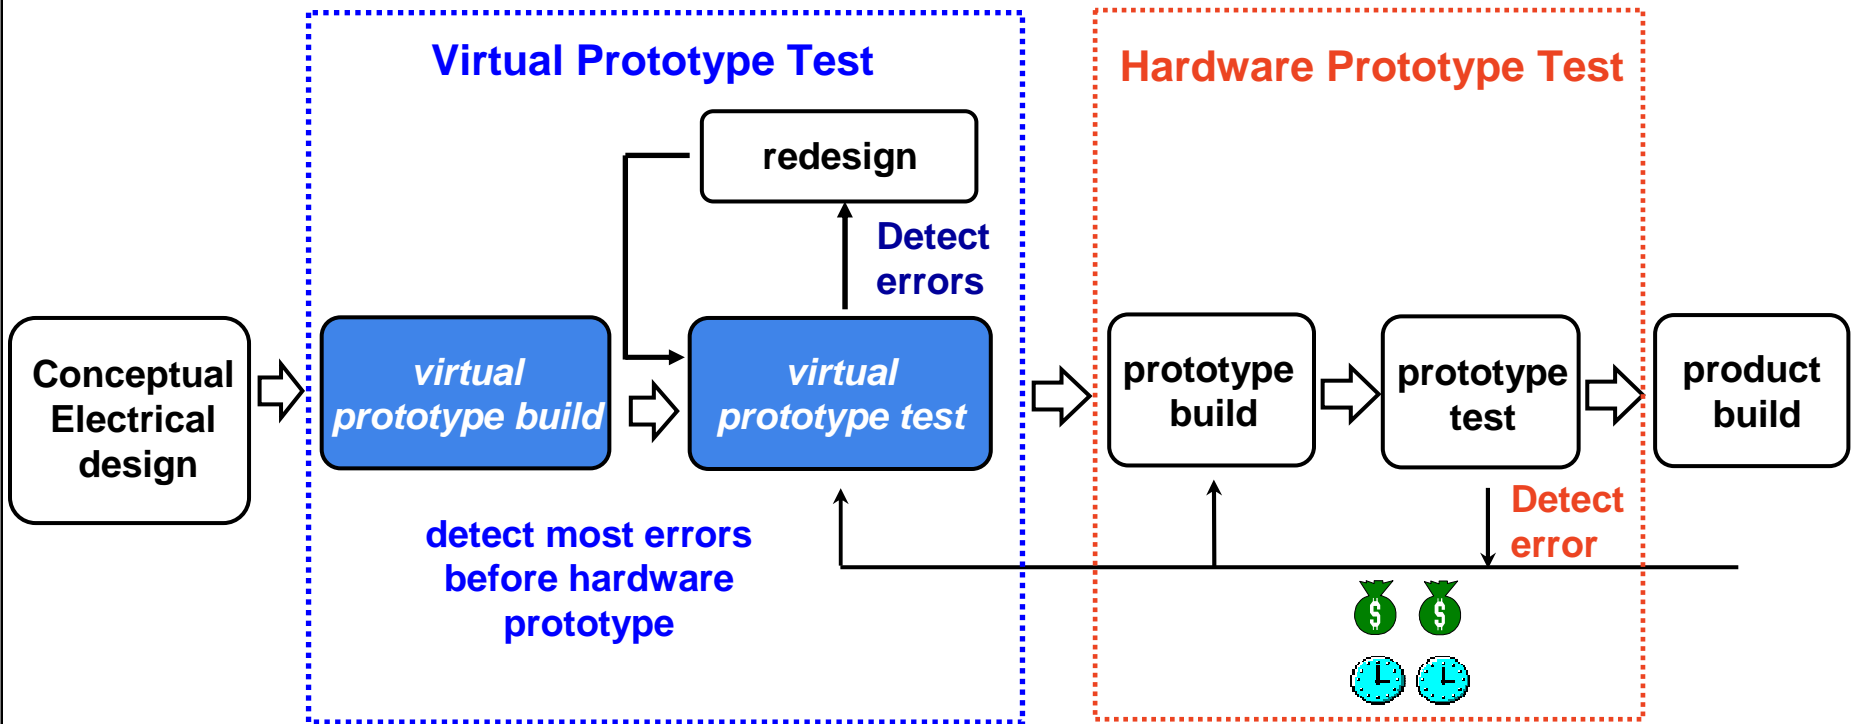 Virtual Prototype Test
Hardware Prototype Test
redesign
Detect
errors
Conceptual
Electrical
design
virtual
prototype build
virtual
prototype test
prototype
build
prototype
test
product
build
detect most errors
before hardware
prototype
Detect
error
$ $